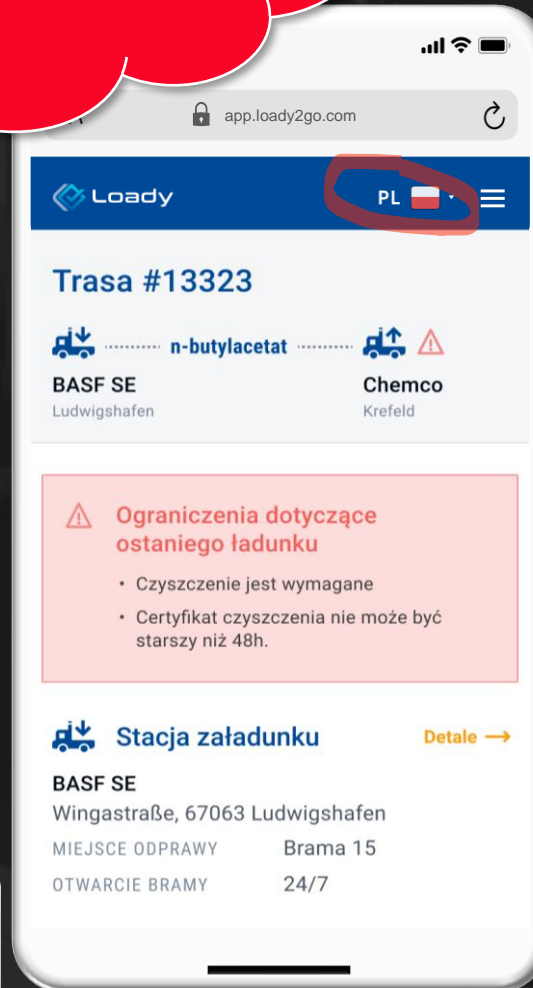 app.loady2go.com
Loady
PL
Trasa #13323
n-butylacetat
BASF SE
Chemco
Ludwigshafen
Krefeld
Ograniczenia dotyczące
ostaniego ładunku
• Czyszczenie jest wymagane
• Certyfikat czyszczenia nie może być
starszy niż 48h.
Stacja załadunku
Detale →
BASF SE
Wingastraße, 67063 Ludwigshafen
MIEJSCE ODPRAWY Brama 15
OTWARCIE BRAMY 24/7